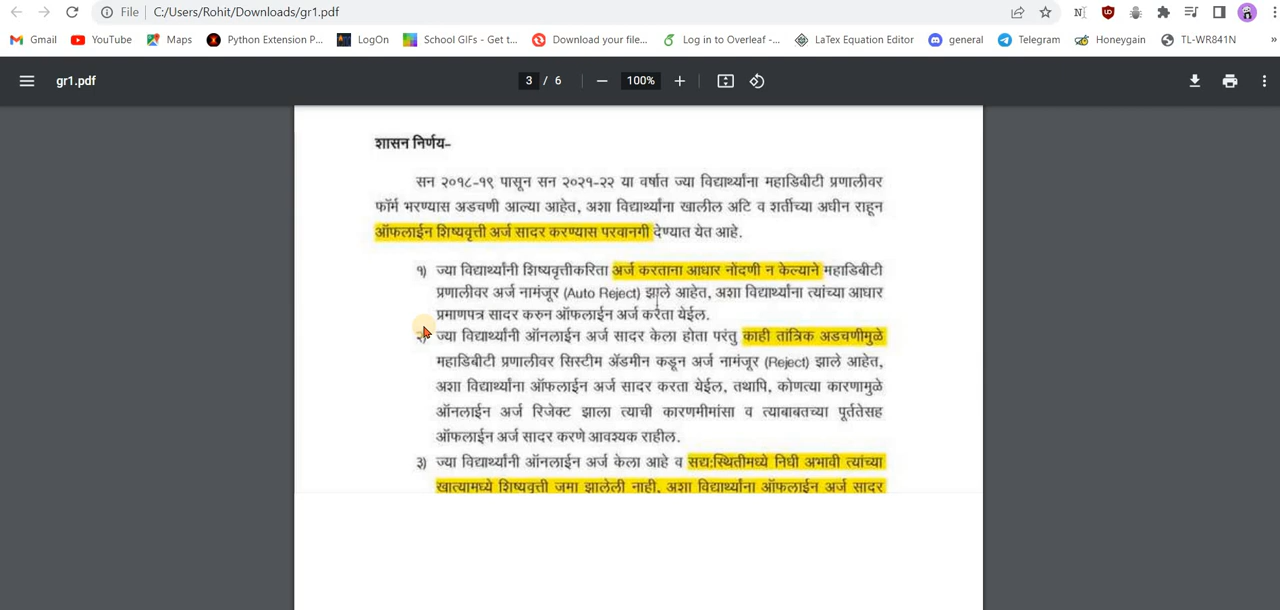 File C:/Users/Rohit/Downloads/gr1.pdf
Gmail YouTube Maps Python Extension P... LogOn School GIFs - Get t... Download your file... Log in to Overleaf -... LaTex Equation Editor general Telegram Honeygain TL-WR841N »
gr1.pdf 3 / 6 100%
शासन निर्णय-
सन २०१८-१९ पासून सन २०२१-२२ या वर्षात ज्या विद्यार्थ्यांना महाडिबीटी प्रणालीवर
फॉर्म भरण्यास अडचणी आल्या आहेत, अशा विद्यार्थ्यांना खालील अटि व शर्तीच्या अधीन राहून
ऑफलाईन शिष्यवृत्ती अर्ज सादर करण्यास परवानगी देण्यात येत आहे.
१) ज्या विद्यार्थ्यांनी शिष्यवृत्तीकरिता अर्ज करताना आधार नोंदणी न केल्याने महाडिबीटी
प्रणालीवर अर्ज नामंजूर (Auto Reject) झाले आहेत, अशा विद्यार्थ्यांना त्यांच्या आधार
प्रमाणपत्र सादर करुन ऑफलाईन अर्ज करता येईल.
२) ज्या विद्यार्थ्यांनी ऑनलाईन अर्ज सादर केला होता परंतु काही तांत्रिक अडचणीमुळे
महाडिबीटी प्रणालीवर सिस्टीम ॲडमीन कडून अर्ज नामंजूर (Reject) झाले आहेत,
अशा विद्यार्थ्यांना ऑफलाईन अर्ज सादर करता येईल, तथापि, कोणत्या कारणामुळे
ऑनलाईन अर्ज रिजेक्ट झाला त्याची कारणमीमांसा व त्याबाबतच्या पूर्ततेसह
ऑफलाईन अर्ज सादर करणे आवश्यक राहील.
३) ज्या विद्यार्थ्यांनी ऑनलाईन अर्ज केला आहे व सद्य:स्थितीमध्ये निधी अभावी त्यांच्या
खात्यामध्ये शिष्यवृत्ती जमा झालेली नाही, अशा विद्यार्थ्यांना ऑफलाईन अर्ज सादर